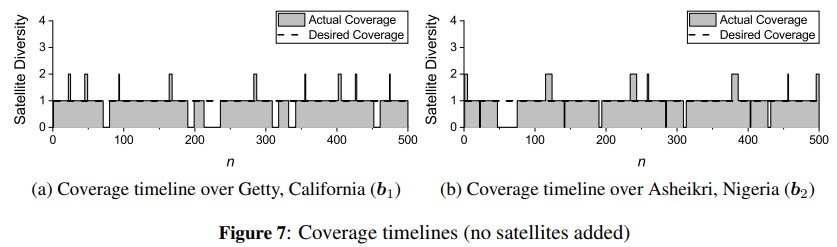 Satellite Diversity
4
3
2
1
0
0 100 200 300 400 500
n
Actual Coverage
Desired Coverage
(a) Coverage timeline over Getty, California (b₁)
Satellite Diversity
4
3
2
1
0
0 100 200 300 400 500
n
Actual Coverage
Desired Coverage
(b) Coverage timeline over Asheikri, Nigeria (b₂)
Figure 7: Coverage timelines (no satellites added)